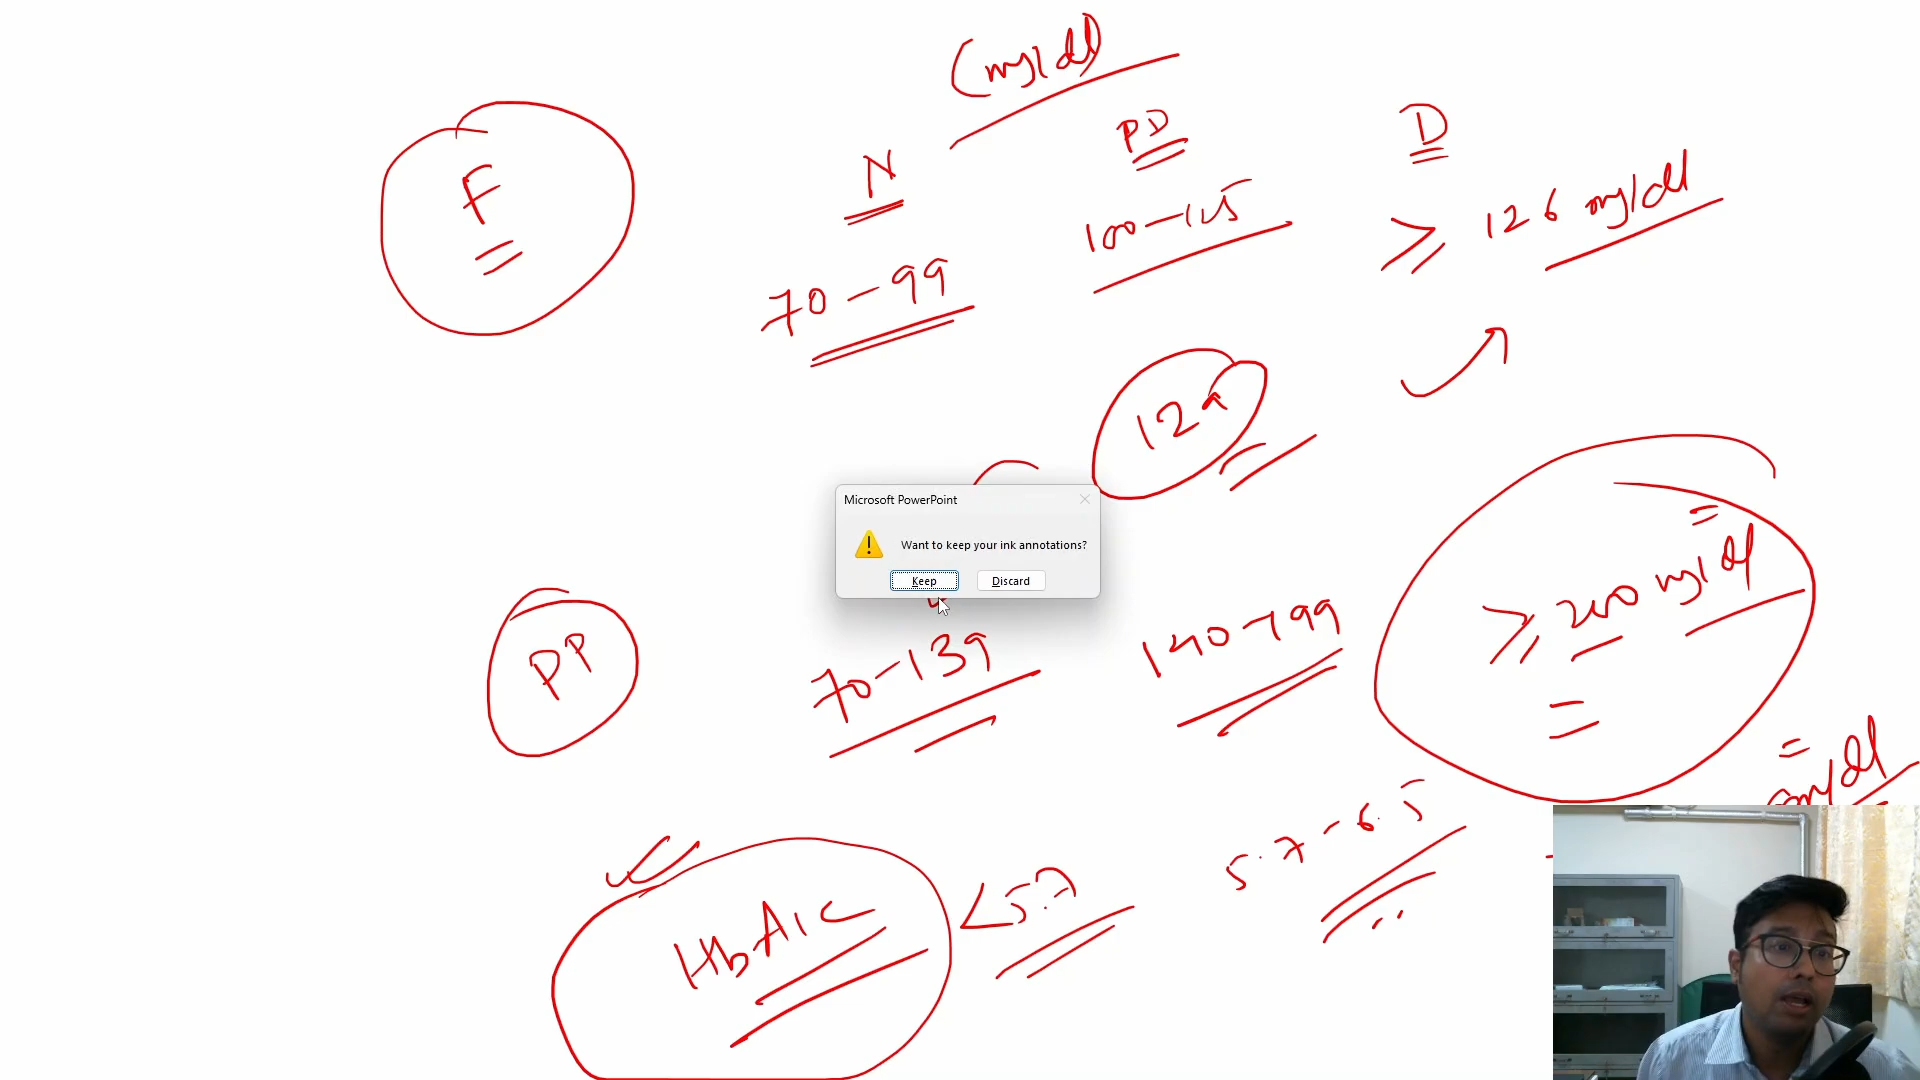 (mg/dl)
N PD D
F 70-99 100-125 ≥ 126 mg/dl
129
Microsoft PowerPoint
Want to keep your ink annotations?
Keep Discard
PP 70-139 140-199 ≥ 200 mg/dl
HbA1c <5.7 5.7-6.5